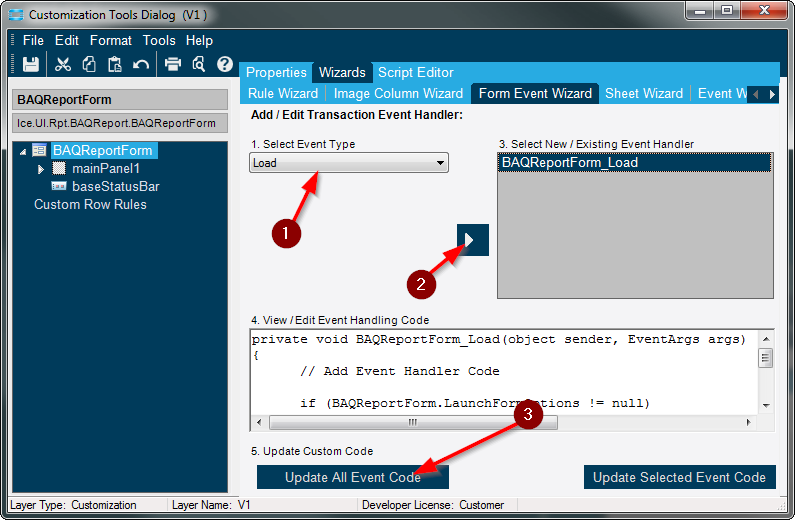 Customization Tools Dialog (V1 )
File Edit Format Tools Help
Properties Wizards Script Editor
Rule Wizard Image Column Wizard Form Event Wizard Sheet Wizard Event W
BAQReportForm
Ice.UI.Rpt.BAQReport.BAQReportForm
BAQReportForm
mainPanel1
baseStatusBar
Custom Row Rules
Add / Edit Transaction Event Handler:
1. Select Event Type
Load
1
2
3. Select New / Existing Event Handler
BAQReportForm_Load
4. View / Edit Event Handling Code
private void BAQReportForm_Load(object sender, EventArgs args)
{
// Add Event Handler Code
if (BAQReportForm.LaunchFormOptions != null)
3
5. Update Custom Code
Update All Event Code Update Selected Event Code
Layer Type: Customization Layer Name: V1 Developer License: Customer